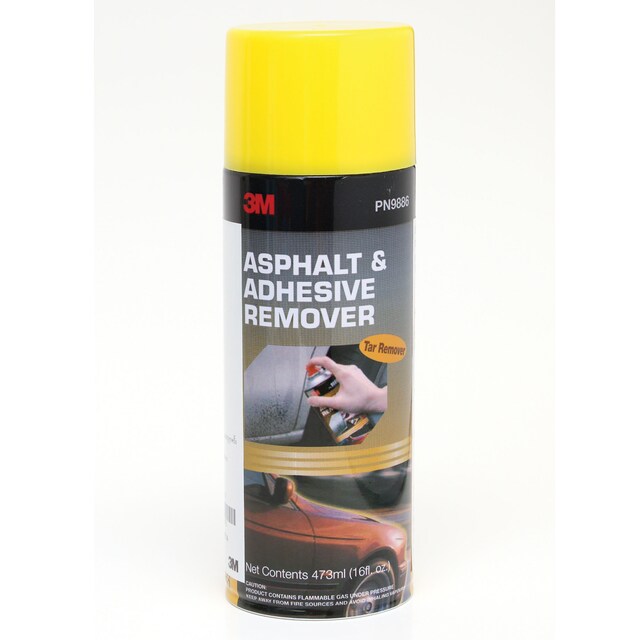 3M
PN9886
ASPHALT &
ADHESIVE
REMOVER
Tar Remover
3M
Net Contents 473ml (16fl. oz.)
CAUTION
PRODUCT CONTAINS FLAMMABLE GAS UNDER PRESSURE
KEEP AWAY FROM FIRE SOURCES AND AVOID